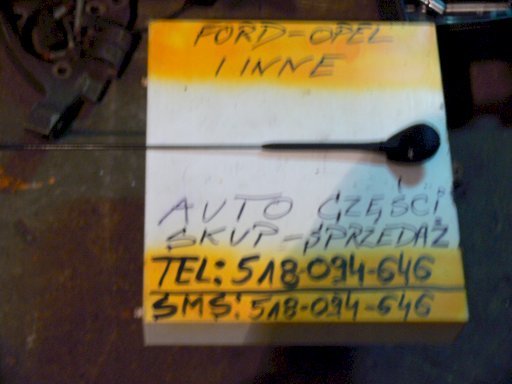 FORD-OPEL
I INNE
AUTO CZĘŚCI
SKUP-SPRZEDAŻ
TEL: 518-094-646
SMS: 518-094-646